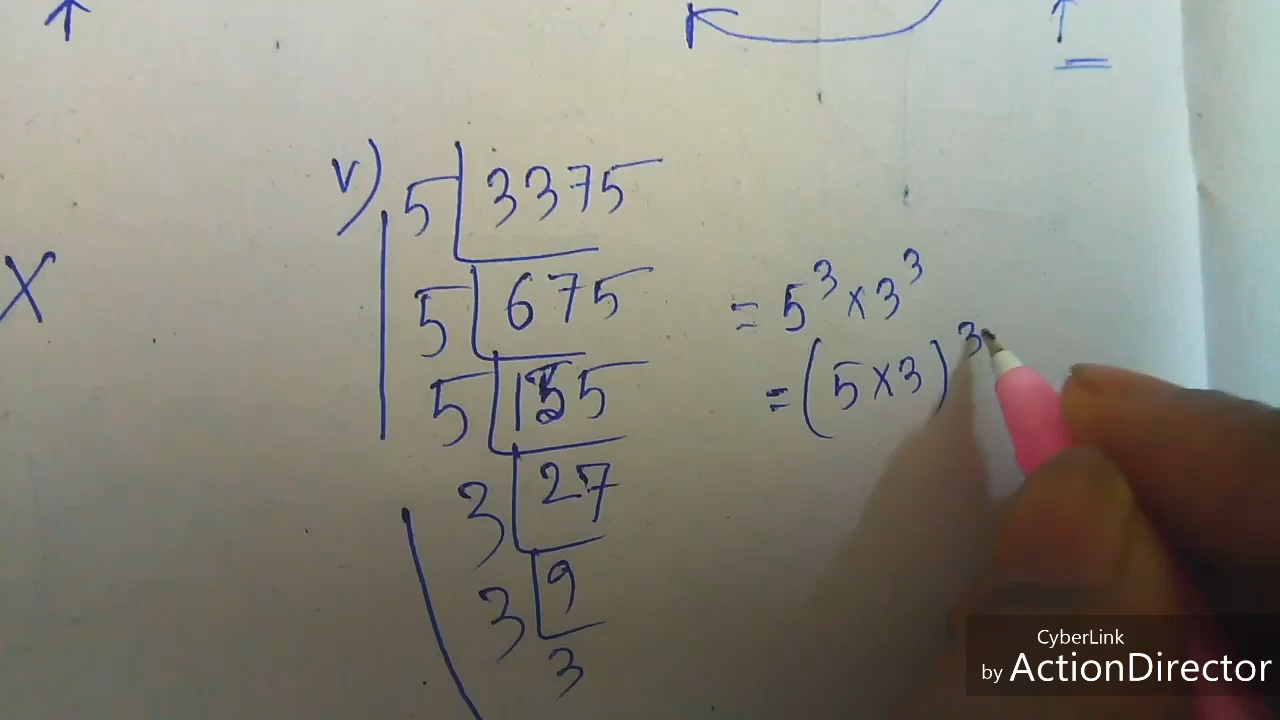 v) 5 3375
5 675
5 135
3 27
3 9
3
= 5³ × 3³
= (5 × 3)³
X
CyberLink
by ActionDirector